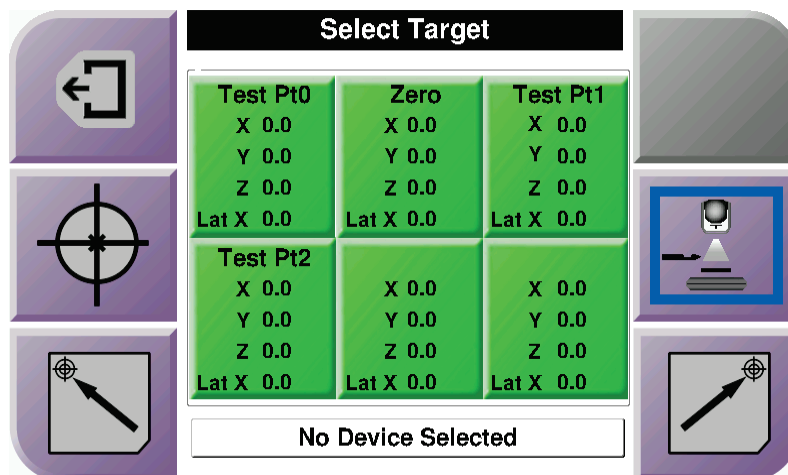 Select Target
Test Pt0 Zero Test Pt1
X 0.0 X 0.0 X 0.0
Y 0.0 Y 0.0 Y 0.0
Z 0.0 Z 0.0 Z 0.0
Lat X 0.0 Lat X 0.0 Lat X 0.0
Test Pt2
X 0.0 X 0.0 X 0.0
Y 0.0 Y 0.0 Y 0.0
Z 0.0 Z 0.0 Z 0.0
Lat X 0.0 Lat X 0.0 Lat X 0.0
No Device Selected